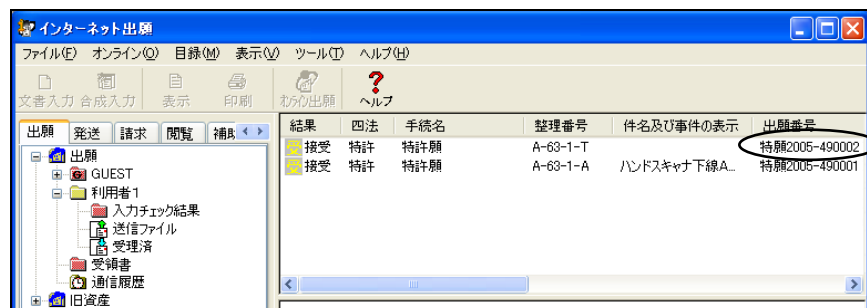 インターネット出願
ファイル(F) オンライン(O) 目録(M) 表示(V) ツール(T) ヘルプ(H)
文書入力 合成入力 表示 印刷 オンライン出願 ヘルプ
出願 発送 請求 閲覧 補助
結果 四法 手続名 整理番号 件名及び事件の表示 出願番号
受 接受 特許 特許願 A-63-1-T 特願2005-490002
受 接受 特許 特許願 A-63-1-A ハンドスキャナ下線A... 特願2005-490001
出願
GUEST
利用者1
入力チェック結果
送信ファイル
受理済
受領書
通信履歴
旧資産